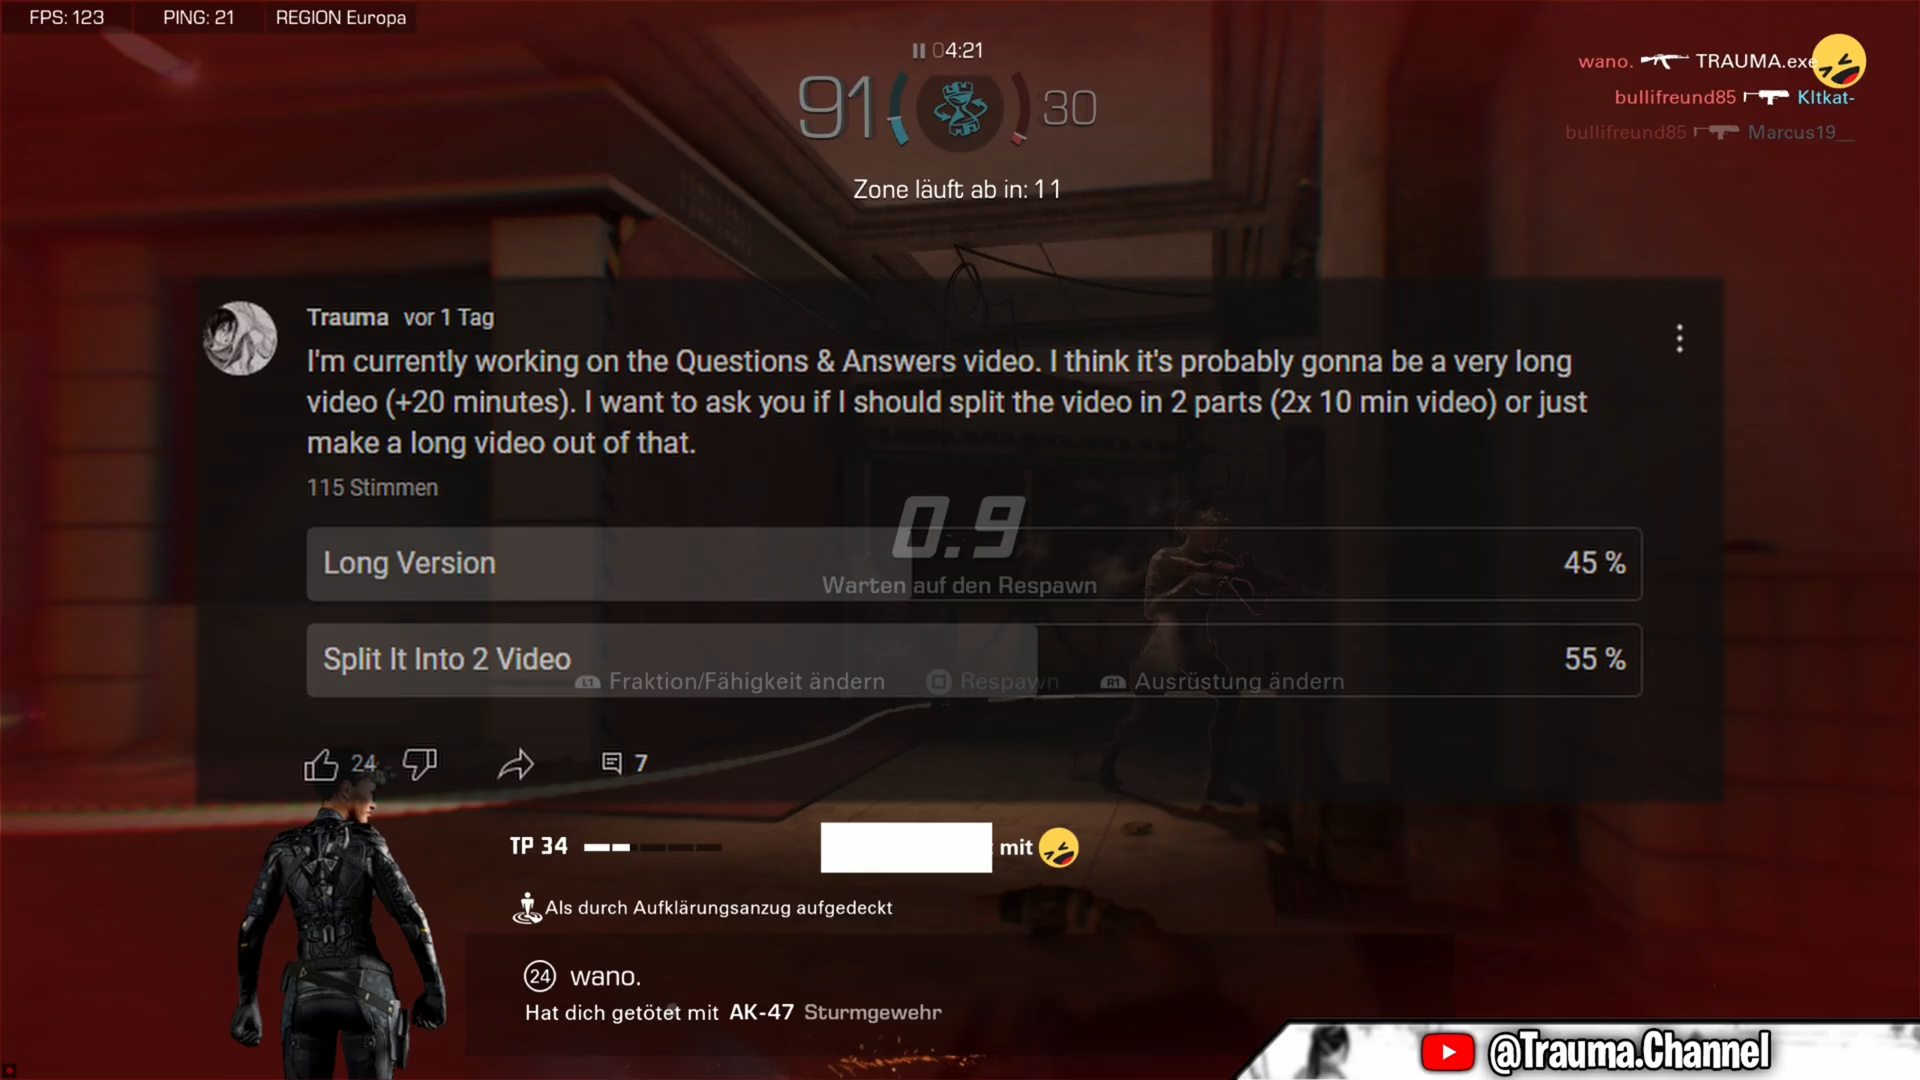 FPS: 123 PING: 21 REGION Europa
04:21
91 30
Zone läuft ab in: 11
wano. TRAUMA.exe
bullifreund85 KItkat-
bullifreund85 Marcus19__
Trauma vor 1 Tag
I'm currently working on the Questions & Answers video. I think it's probably gonna be a very long
video (+20 minutes). I want to ask you if I should split the video in 2 parts (2x 10 min video) or just
make a long video out of that.
115 Stimmen
0.9
Long Version 45 %
Warten auf den Respawn
Split It Into 2 Video 55 %
L1 Fraktion/Fähigkeit ändern Respawn R1 Ausrüstung ändern
24 7
TP 34 mit
Als durch Aufklärungsanzug aufgedeckt
24 wano.
Hat dich getötet mit AK-47 Sturmgewehr
@Trauma.Channel